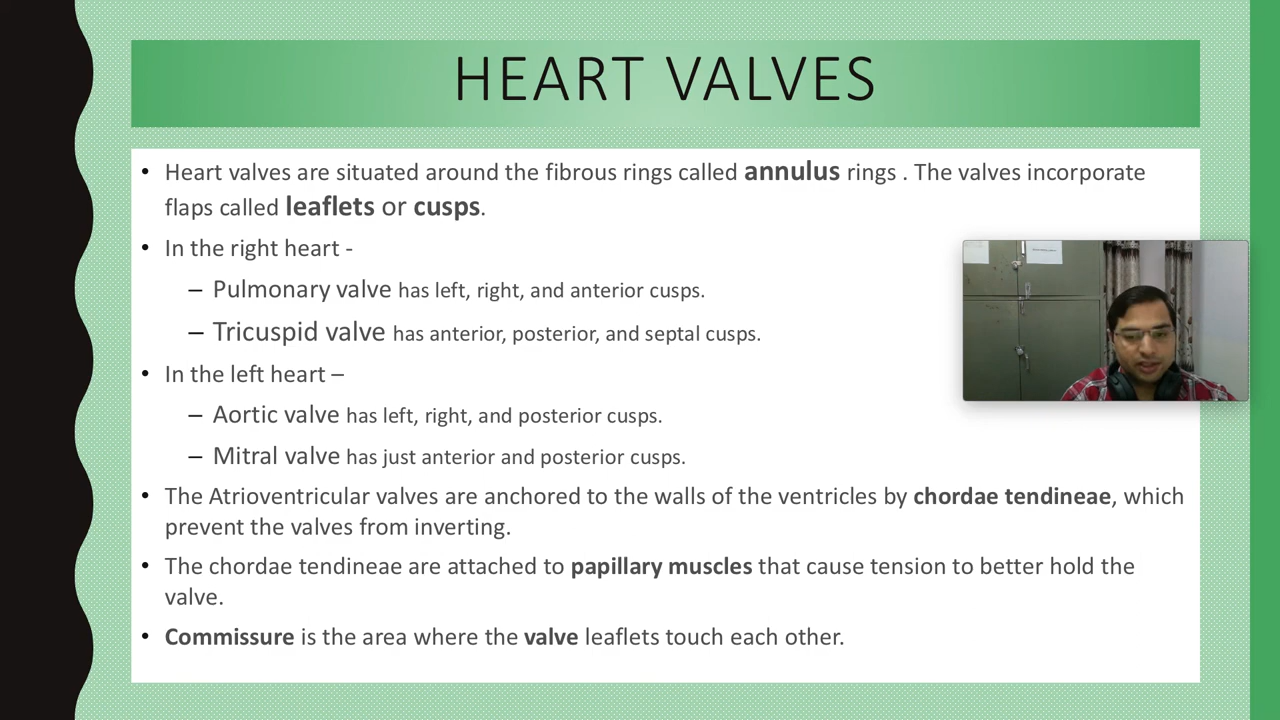 HEART VALVES
• Heart valves are situated around the fibrous rings called annulus rings . The valves incorporate
flaps called leaflets or cusps.
• In the right heart -
– Pulmonary valve has left, right, and anterior cusps.
– Tricuspid valve has anterior, posterior, and septal cusps.
• In the left heart –
– Aortic valve has left, right, and posterior cusps.
– Mitral valve has just anterior and posterior cusps.
• The Atrioventricular valves are anchored to the walls of the ventricles by chordae tendineae, which
prevent the valves from inverting.
• The chordae tendineae are attached to papillary muscles that cause tension to better hold the
valve.
• Commissure is the area where the valve leaflets touch each other.